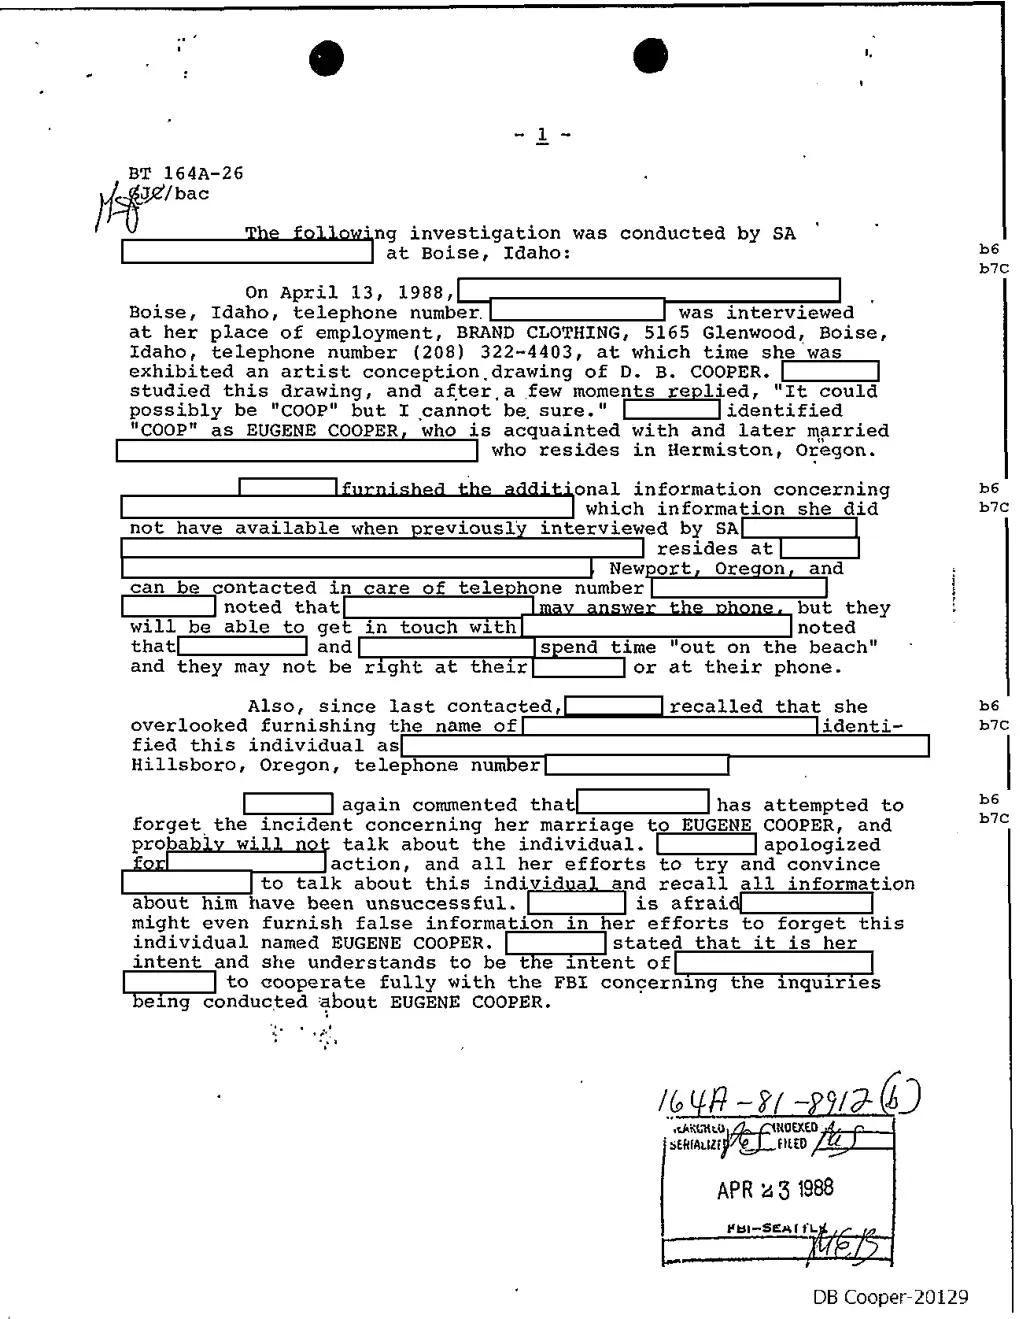 - 1 -
BT 164A-26
/bac
The following investigation was conducted by SA
at Boise, Idaho:
b6
b7C
On April 13, 1988,
Boise, Idaho, telephone number was interviewed
at her place of employment, BRAND CLOTHING, 5165 Glenwood, Boise,
Idaho, telephone number (208) 322-4403, at which time she was
exhibited an artist conception drawing of D. B. COOPER.
studied this drawing, and after a few moments replied, "It could
possibly be "COOP" but I cannot be sure." identified
"COOP" as EUGENE COOPER, who is acquainted with and later married
who resides in Hermiston, Oregon.
furnished the additional information concerning
b6
which information she did
b7C
not have available when previously interviewed by SA
resides at
, Newport, Oregon, and
can be contacted in care of telephone number
noted that may answer the phone, but they
will be able to get in touch with noted
that and spend time "out on the beach"
and they may not be right at their or at their phone.
Also, since last contacted, recalled that she
b6
overlooked furnishing the name of identi-
b7C
fied this individual as
Hillsboro, Oregon, telephone number
again commented that has attempted to
b6
forget the incident concerning her marriage to EUGENE COOPER, and
b7C
probably will not talk about the individual. apologized
for action, and all her efforts to try and convince
to talk about this individual and recall all information
about him have been unsuccessful. is afraid
might even furnish false information in her efforts to forget this
individual named EUGENE COOPER. stated that it is her
intent and she understands to be the intent of
to cooperate fully with the FBI concerning the inquiries
being conducted about EUGENE COOPER.
164A-81-8912 (b)
SEARCHED INDEXED
SERIALIZED FILED
APR 23 1988
FBI-SEATTLE
MEB
DB Cooper-20129